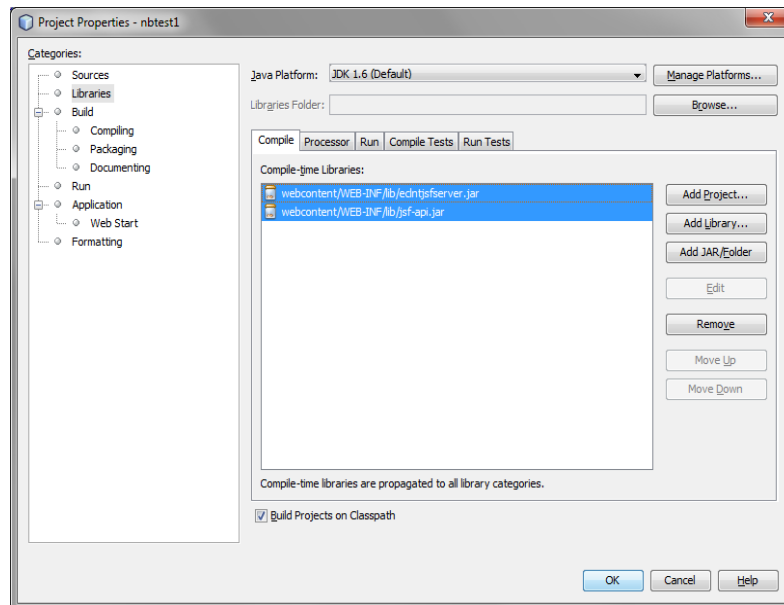 Project Properties - nbtest1
Categories:
Sources
Libraries
Build
Compiling
Packaging
Documenting
Run
Application
Web Start
Formatting
Java Platform: JDK 1.6 (Default) Manage Platforms...
Libraries Folder: Browse...
Compile Processor Run Compile Tests Run Tests
Compile-time Libraries:
webcontent/WEB-INF/lib/eclntjsfserver.jar
webcontent/WEB-INF/lib/jsf-api.jar
Add Project...
Add Library...
Add JAR/Folder
Edit
Remove
Move Up
Move Down
Compile-time libraries are propagated to all library categories.
Build Projects on Classpath
OK Cancel Help